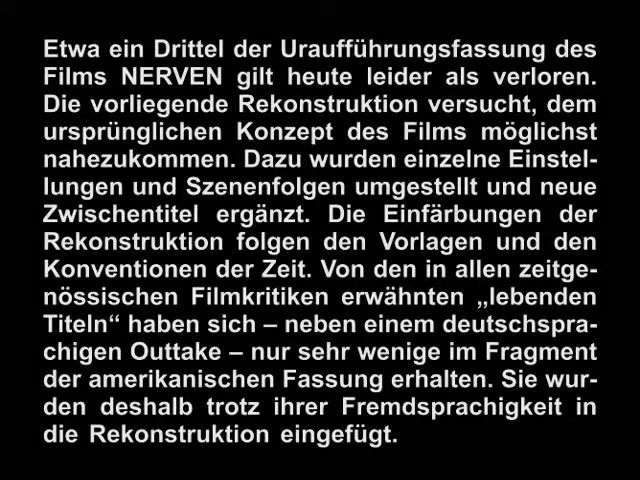 Etwa ein Drittel der Uraufführungsfassung des
Films NERVEN gilt heute leider als verloren.
Die vorliegende Rekonstruktion versucht, dem
ursprünglichen Konzept des Films möglichst
nahezukommen. Dazu wurden einzelne Einstel-
lungen und Szenenfolgen umgestellt und neue
Zwischentitel ergänzt. Die Einfärbungen der
Rekonstruktion folgen den Vorlagen und den
Konventionen der Zeit. Von den in allen zeitge-
nössischen Filmkritiken erwähnten „lebenden
Titeln“ haben sich – neben einem deutschspra-
chigen Outtake – nur sehr wenige im Fragment
der amerikanischen Fassung erhalten. Sie wur-
den deshalb trotz ihrer Fremdsprachigkeit in
die Rekonstruktion eingefügt.